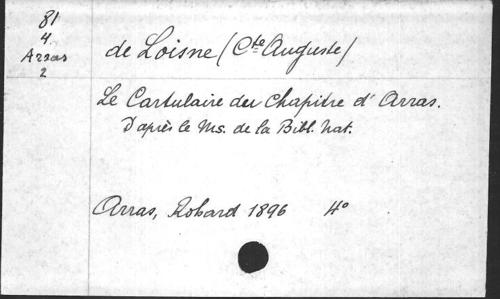 81
4.
Arras
2
de Loisne (Cte Auguste)
Le Cartulaire du Chapitre d'Arras.
D'après le Ms. de la Bibl. Nat.
Arras, Rohard 1896 4º